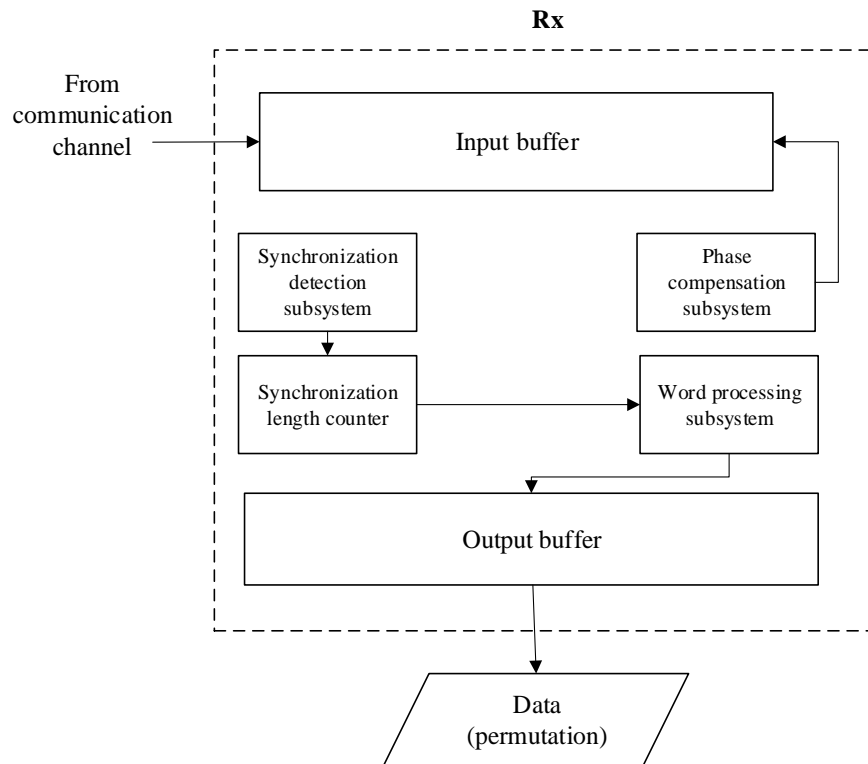 Rx
From
communication
channel
Input buffer
Synchronization
detection
subsystem
Phase
compensation
subsystem
Synchronization
length counter
Word processing
subsystem
Output buffer
Data
(permutation)